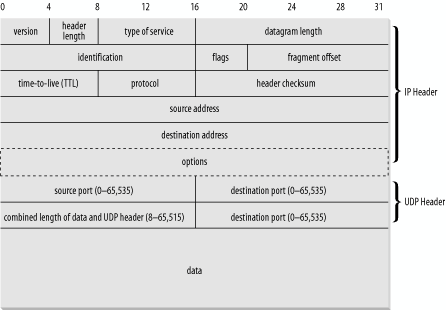 0 4 8 12 16 20 24 28 31
version header length type of service datagram length
identification flags fragment offset
time-to-live (TTL) protocol header checksum
IP Header
source address
destination address
options
source port (0–65,535) destination port (0–65,535)
UDP Header
combined length of data and UDP header (8–65,515) destination port (0–65,535)
data